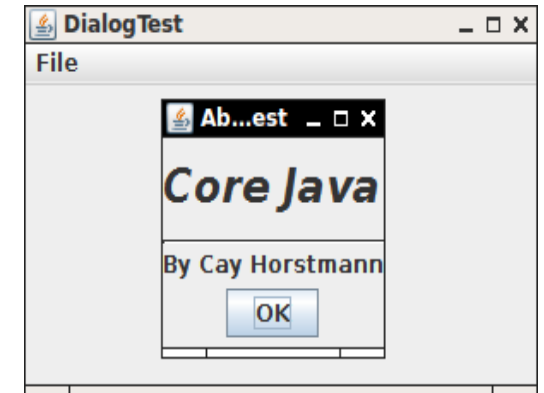 DialogTest
File
Ab...est
Core Java
By Cay Horstmann
OK